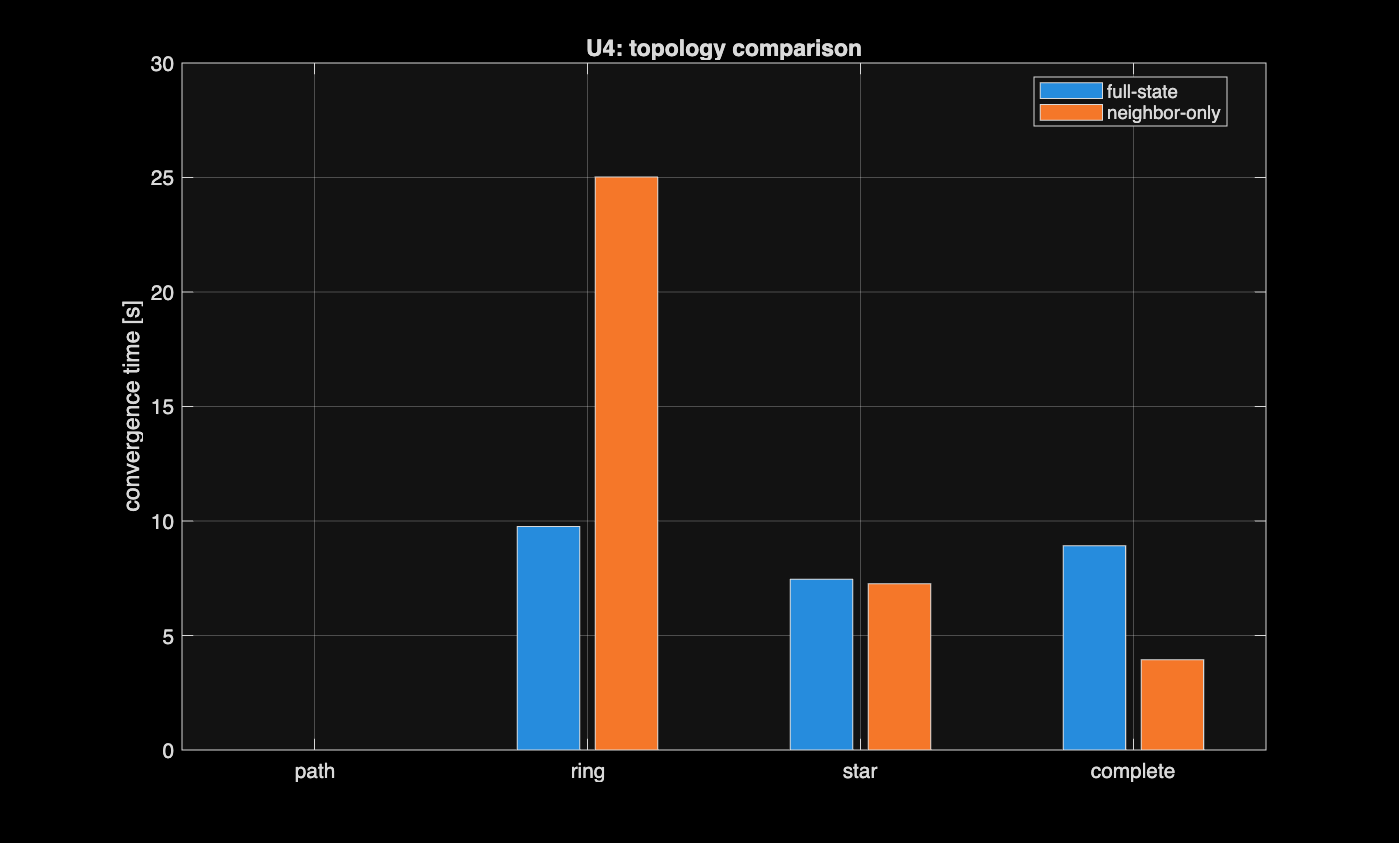 U4: topology comparison
full-state
neighbor-only
convergence time [s]
30
25
20
15
10
5
0
path ring star complete